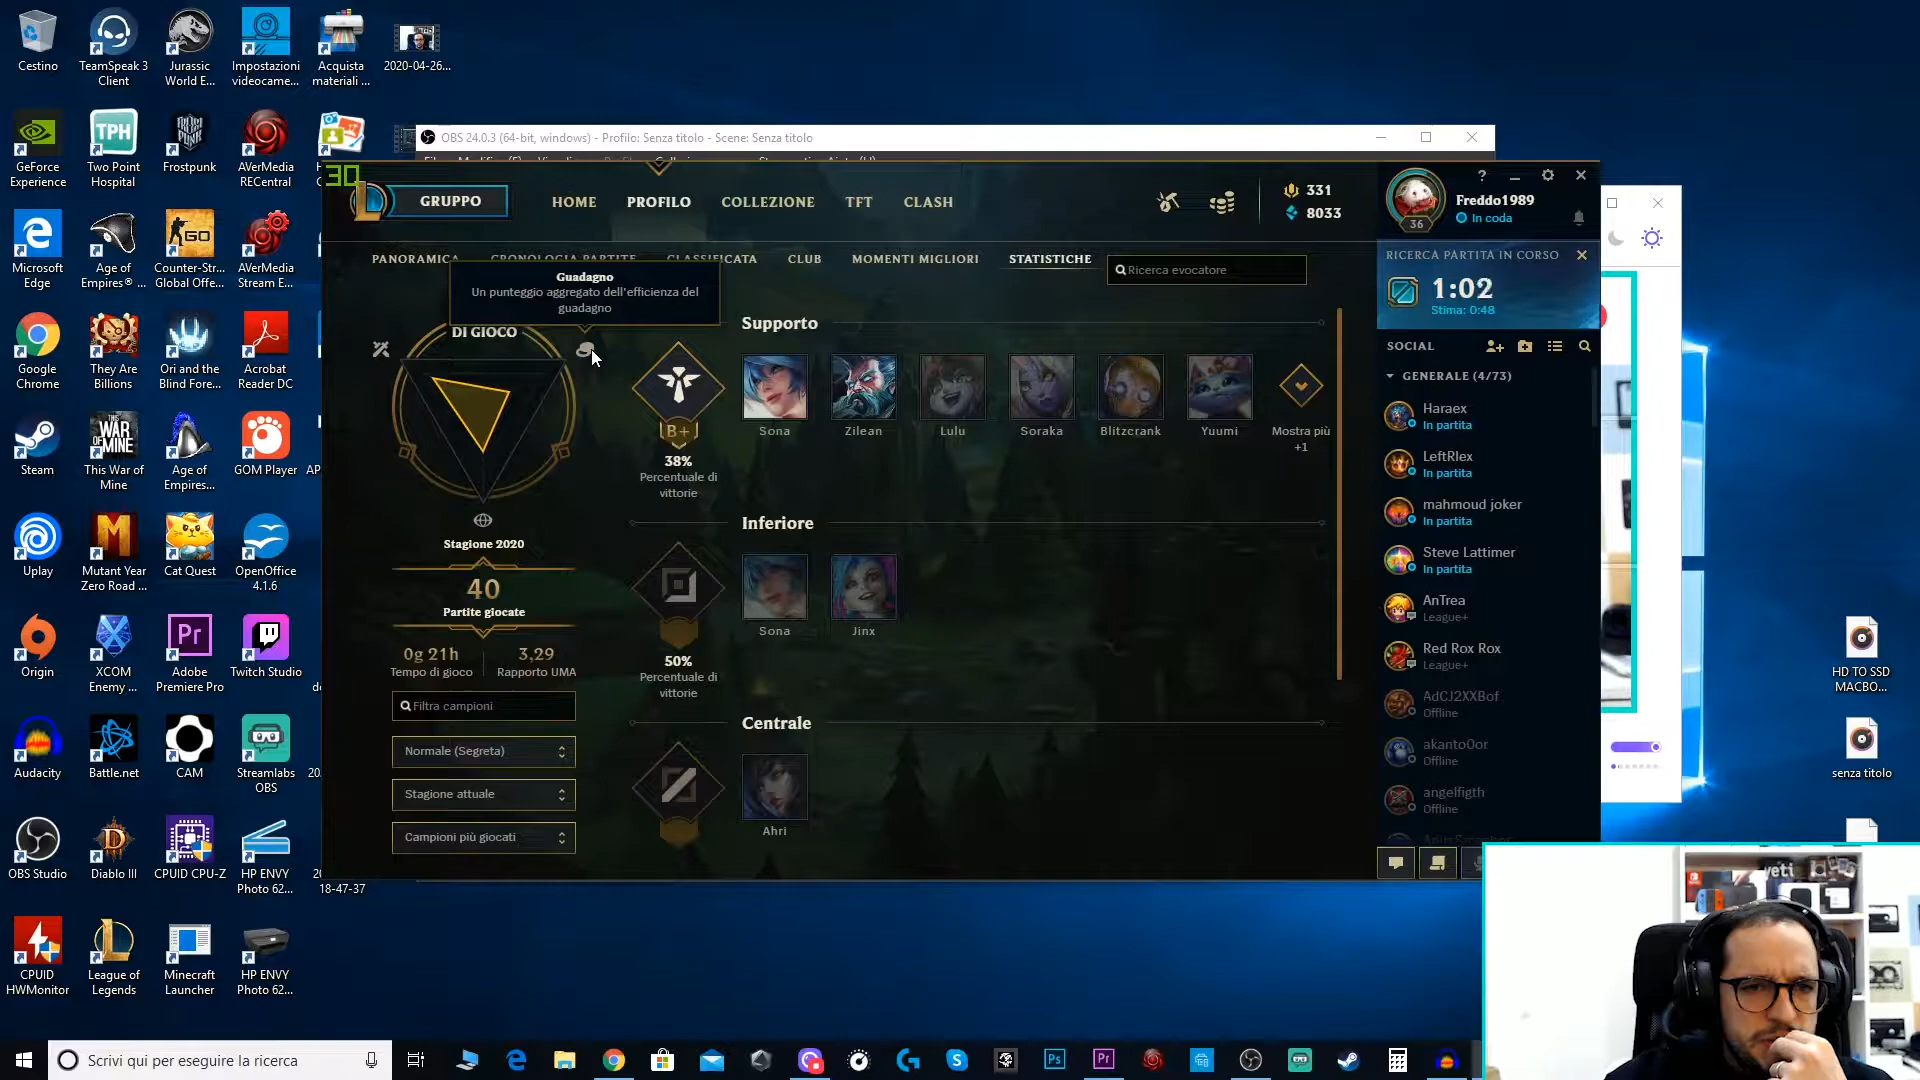 Cestino
TeamSpeak 3
Client
Jurassic
World E...
Impostazioni
videocame...
Acquista
materiali ...
2020-04-26...
GeForce
Experience
Two Point
Hospital
Frostpunk
AVerMedia
RECentral
Microsoft
Edge
Age of
Empires® ...
Counter-Str...
Global Offe...
AVerMedia
Stream E...
Google
Chrome
They Are
Billions
Ori and the
Blind Fore...
Acrobat
Reader DC
Steam
This War of
Mine
Age of
Empires...
GOM Player
Uplay
Mutant Year
Zero Road ...
Cat Quest
OpenOffice
4.1.6
Origin
XCOM
Enemy ...
Adobe
Premiere Pro
Twitch Studio
Audacity
Battle.net
CAM
Streamlabs
OBS
OBS Studio
Diablo III
CPUID CPU-Z
HP ENVY
Photo 62...
18-47-37
CPUID
HWMonitor
League of
Legends
Minecraft
Launcher
HP ENVY
Photo 62...
OBS 24.0.3 (64-bit, windows) - Profilo: Senza titolo - Scene: Senza titolo
30
GRUPPO
HOME
PROFILO
COLLEZIONE
TFT
CLASH
331
8033
PANORAMICA
CRONOLOGIA PARTITE
CLASSIFICATA
CLUB
MOMENTI MIGLIORI
STATISTICHE
Ricerca evocatore
Guadagno
Un punteggio aggregato dell'efficienza del
guadagno
DI GIOCO
Stagione 2020
40
Partite giocate
0g 21h
Tempo di gioco
3,29
Rapporto UMA
Filtra campioni
Normale (Segreta)
Stagione attuale
Campioni più giocati
Supporto
B+
38%
Percentuale di
vittorie
Sona
Zilean
Lulu
Soraka
Blitzcrank
Yuumi
Mostra più
+1
Inferiore
50%
Percentuale di
vittorie
Sona
Jinx
Centrale
Ahri
36
Freddo1989
In coda
RICERCA PARTITA IN CORSO
1:02
Stima: 0:48
SOCIAL
GENERALE (4/73)
Haraex
In partita
LeftRIex
In partita
mahmoud joker
In partita
Steve Lattimer
In partita
AnTrea
League+
Red Rox Rox
League+
AdCJ2XXBof
Offline
akanto0or
Offline
angelfigth
Offline
HD TO SSD
MACBO...
senza titolo
yeti
Scrivi qui per eseguire la ricerca